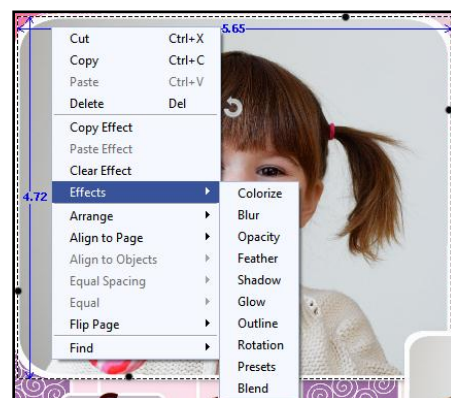 5.65
4.72
Cut Ctrl+X
Copy Ctrl+C
Paste Ctrl+V
Delete Del
Copy Effect
Paste Effect
Clear Effect
Effects
Arrange
Align to Page
Align to Objects
Equal Spacing
Equal
Flip Page
Find
Colorize
Blur
Opacity
Feather
Shadow
Glow
Outline
Rotation
Presets
Blend